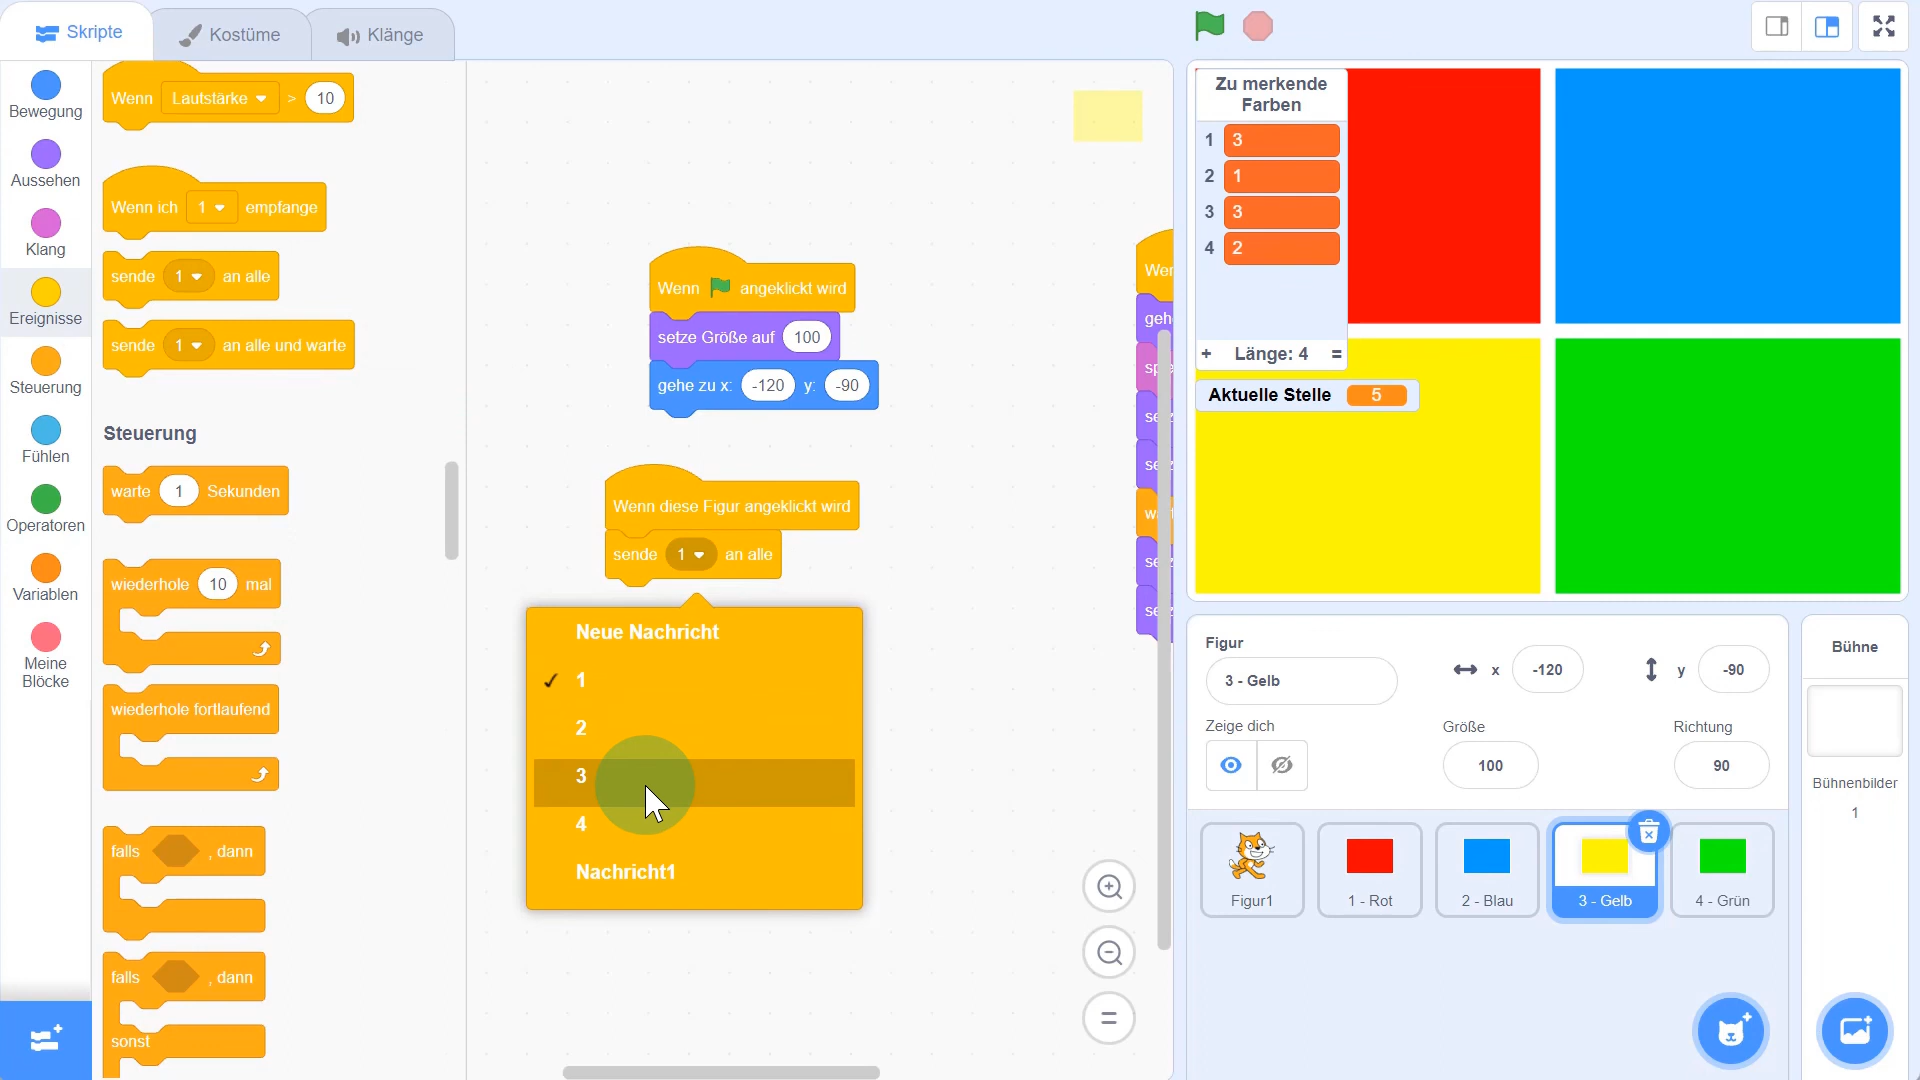 Skripte
Kostüme
Klänge
Bewegung
Aussehen
Klang
Ereignisse
Steuerung
Fühlen
Operatoren
Variablen
Meine
Blöcke
Wenn Lautstärke > 10
Wenn ich 1 empfange
sende 1 an alle
sende 1 an alle und warte
Steuerung
warte 1 Sekunden
wiederhole 10 mal
wiederhole fortlaufend
falls , dann
falls , dann
sonst
Wenn angeklickt wird
setze Größe auf 100
gehe zu x: -120 y: -90
Wenn diese Figur angeklickt wird
sende 1 an alle
Neue Nachricht
✓ 1
2
3
4
Nachricht1
Zu merkende
Farben
1 3
2 1
3 3
4 2
+ Länge: 4 =
Aktuelle Stelle 5
Figur
3 - Gelb
x -120
y -90
Zeige dich
Größe
100
Richtung
90
Figur1
1 - Rot
2 - Blau
3 - Gelb
4 - Grün
Bühne
Bühnenbilder
1